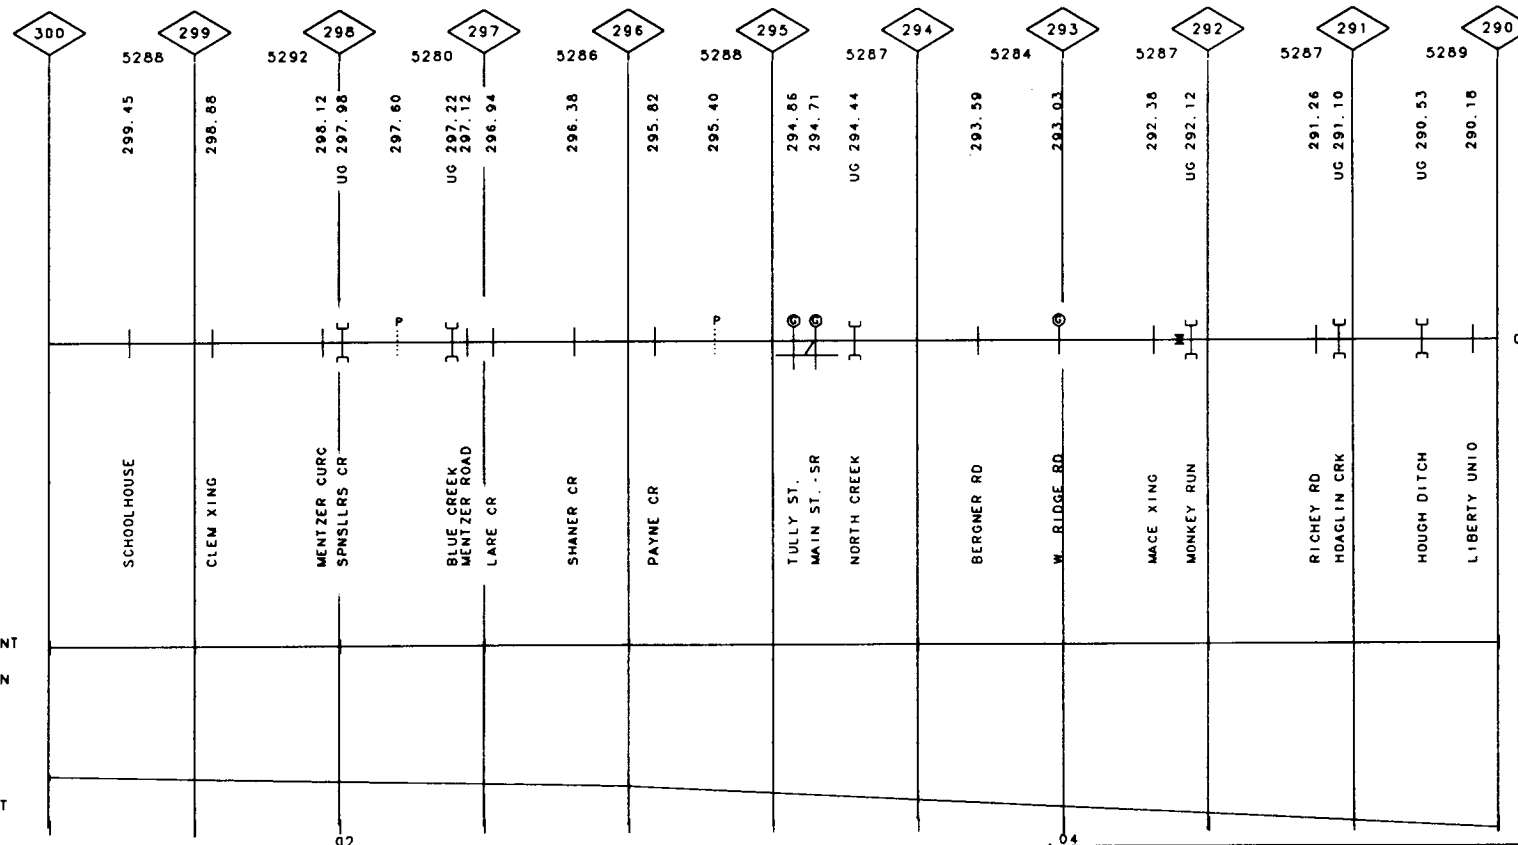 300 299 298 297 296 295 294 293 292 291 290
5288 5292 5280 5286 5288 5287 5284 5287 5287 5289
299.45
298.88
298.12
UG 297.98
297.60
UG 297.22
297.12
296.94
296.38
295.82
295.40
294.86
294.71
UG 294.44
293.59
293.03
292.38
UG 292.12
291.26
UG 291.10
UG 290.53
290.18
P P G G G M
SCHOOLHOUSE
CLEM XING
MENTZER CURC
SPNSLLRS CR
BLUE CREEK
MENTZER ROAD
LARE CR
SHANER CR
PAYNE CR
TULLY ST.
MAIN ST.-SR
NORTH CREEK
BERGNER RD
W RIDGE RD
MACE XING
MONKEY RUN
RICHEY RD
HOAGLIN CRK
HOUGH DITCH
LIBERTY UNIO
NT
N
T
04